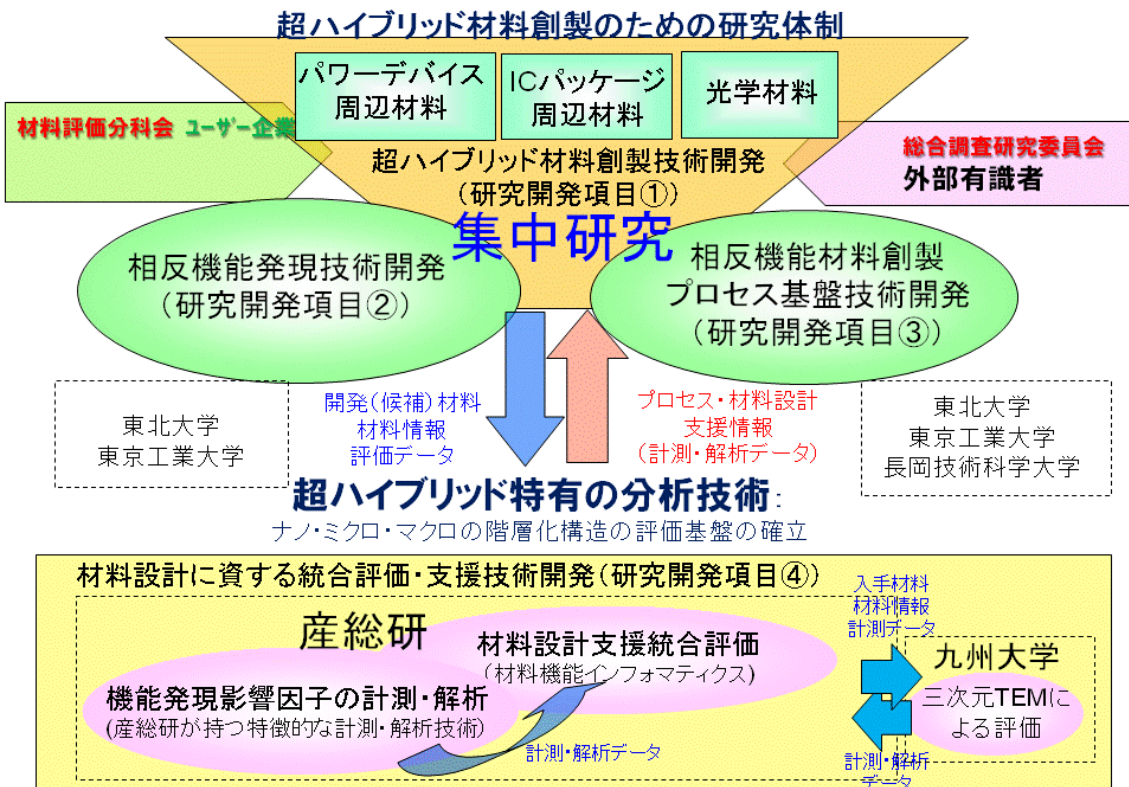 超ハイブリッド材料創製のための研究体制
パワーデバイス
周辺材料
ICパッケージ
周辺材料
光学材料
材料評価分科会 ユーザー企業
総合調査研究委員会
外部有識者
超ハイブリッド材料創製技術開発
(研究開発項目①)
集中研究
相反機能発現技術開発
(研究開発項目②)
相反機能材料創製
プロセス基盤技術開発
(研究開発項目③)
東北大学
東京工業大学
開発(候補)材料
材料情報
評価データ
プロセス・材料設計
支援情報
(計測・解析データ)
東北大学
東京工業大学
長岡技術科学大学
超ハイブリッド特有の分析技術:
ナノ・ミクロ・マクロの階層化構造の評価基盤の確立
材料設計に資する統合評価・支援技術開発(研究開発項目④)
産総研
材料設計支援統合評価
(材料機能インフォマティクス)
機能発現影響因子の計測・解析
(産総研が持つ特徴的な計測・解析技術)
計測・解析データ
入手材料
材料情報
計測データ
九州大学
三次元TEMに
よる評価
計測・解析
データ